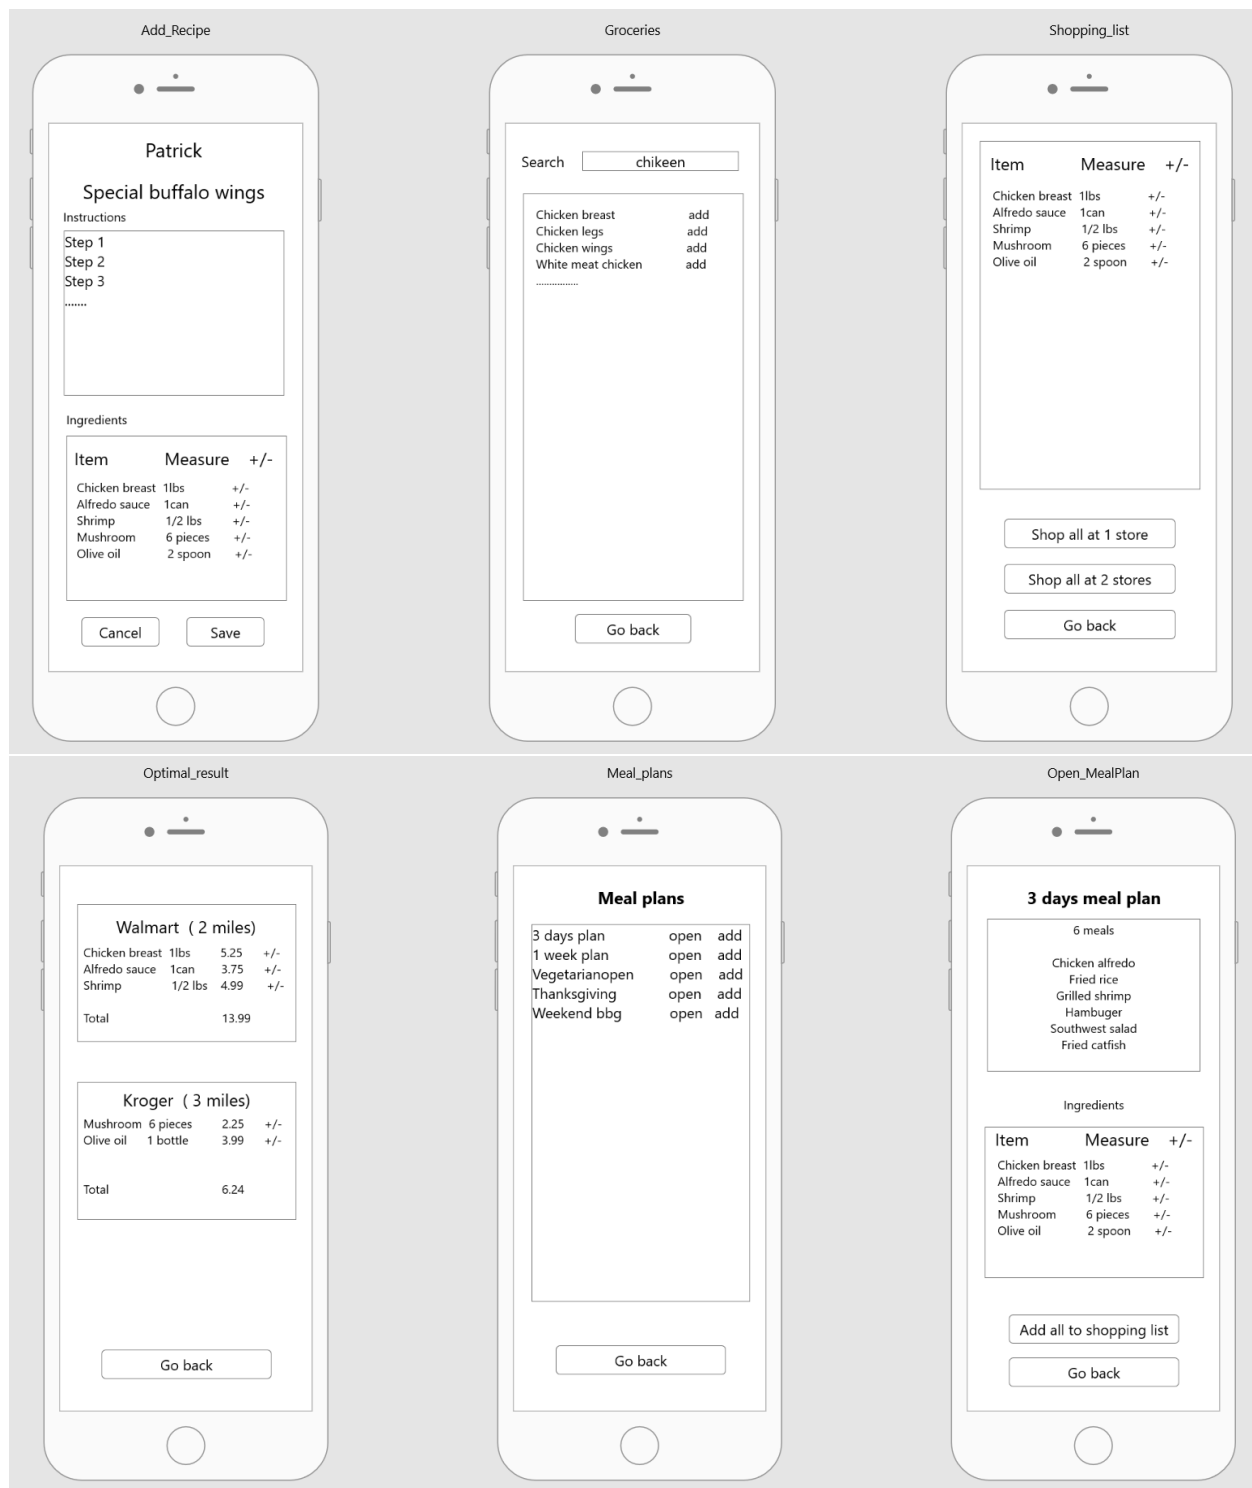 Add_Recipe
Patrick
Special buffalo wings
Instructions
Step 1
Step 2
Step 3
.......
Ingredients
Item Measure +/-
Chicken breast 1lbs +/-
Alfredo sauce 1can +/-
Shrimp 1/2 lbs +/-
Mushroom 6 pieces +/-
Olive oil 2 spoon +/-
Cancel Save
Groceries
Search chikeen
Chicken breast add
Chicken legs add
Chicken wings add
White meat chicken add
................
Go back
Shopping_list
Item Measure +/-
Chicken breast 1lbs +/-
Alfredo sauce 1can +/-
Shrimp 1/2 lbs +/-
Mushroom 6 pieces +/-
Olive oil 2 spoon +/-
Shop all at 1 store
Shop all at 2 stores
Go back
Optimal_result
Walmart ( 2 miles)
Chicken breast 1lbs 5.25 +/-
Alfredo sauce 1can 3.75 +/-
Shrimp 1/2 lbs 4.99 +/-
Total 13.99
Kroger ( 3 miles)
Mushroom 6 pieces 2.25 +/-
Olive oil 1 bottle 3.99 +/-
Total 6.24
Go back
Meal_plans
Meal plans
3 days plan open add
1 week plan open add
Vegetarianopen open add
Thanksgiving open add
Weekend bbg open add
Go back
Open_MealPlan
3 days meal plan
6 meals
Chicken alfredo
Fried rice
Grilled shrimp
Hambuger
Southwest salad
Fried catfish
Ingredients
Item Measure +/-
Chicken breast 1lbs +/-
Alfredo sauce 1can +/-
Shrimp 1/2 lbs +/-
Mushroom 6 pieces +/-
Olive oil 2 spoon +/-
Add all to shopping list
Go back